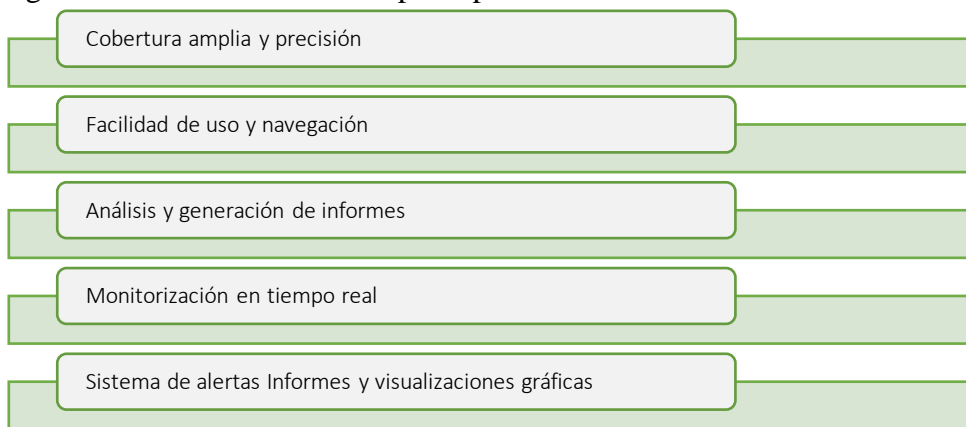 Cobertura amplia y precisión
Facilidad de uso y navegación
Análisis y generación de informes
Monitorización en tiempo real
Sistema de alertas Informes y visualizaciones gráficas